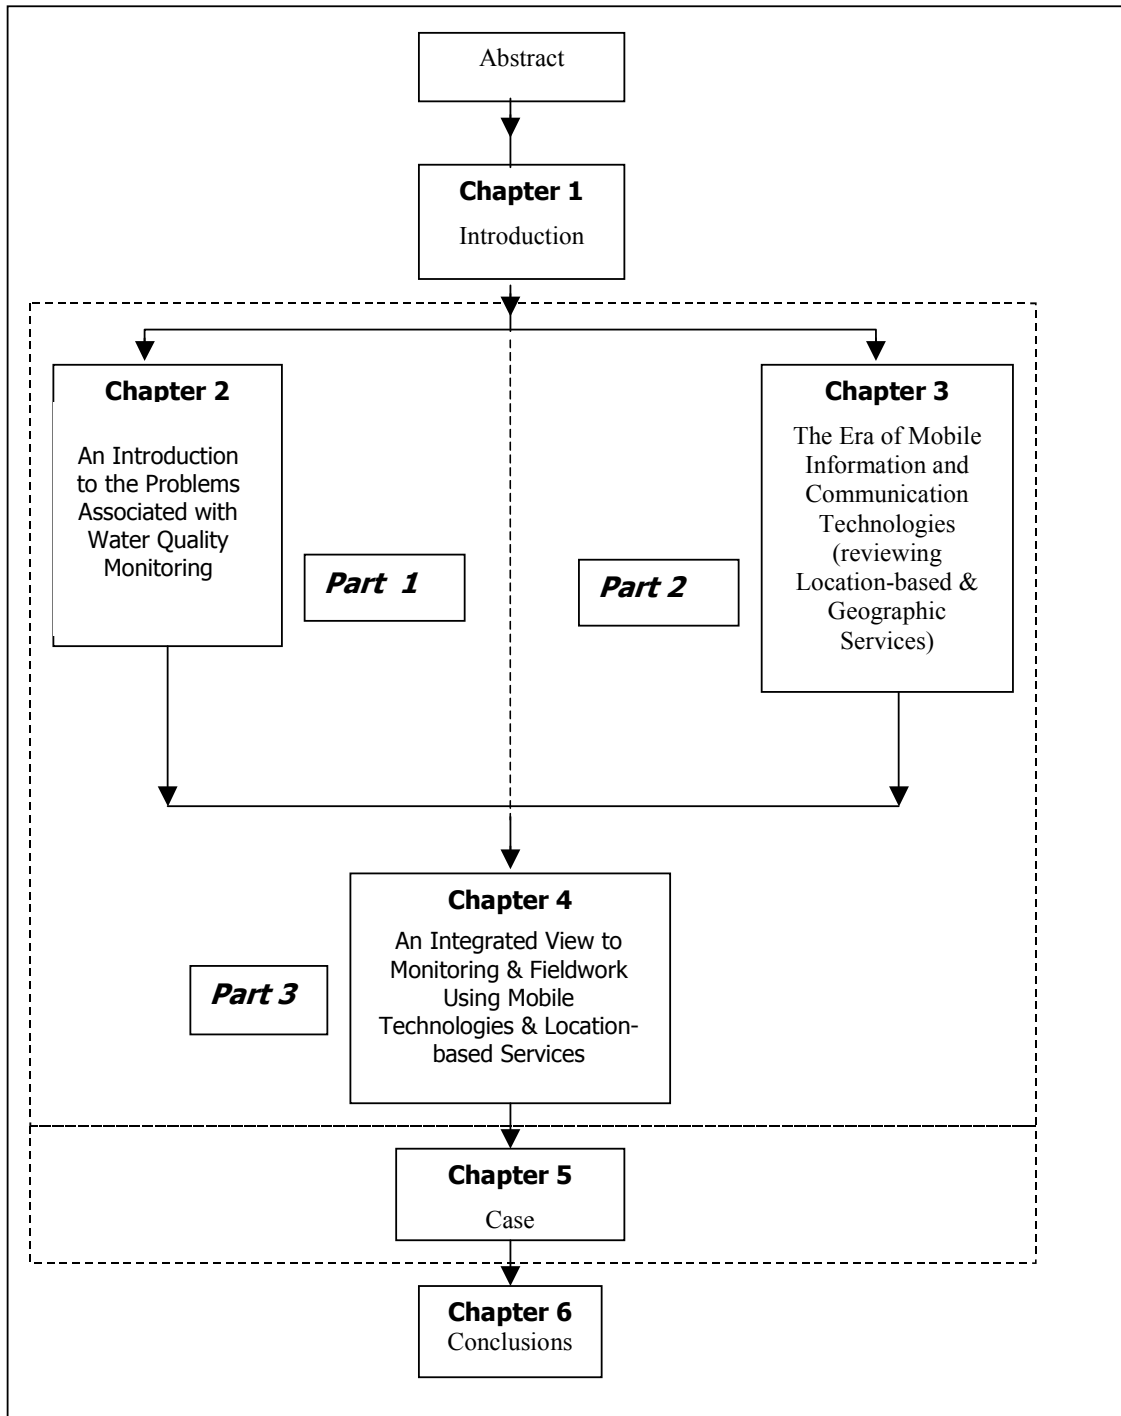 Abstract
Chapter 1
Introduction
Chapter 2
An Introduction
to the Problems
Associated with
Water Quality
Monitoring
Part 1
Part 2
Chapter 3
The Era of Mobile
Information and
Communication
Technologies
(reviewing
Location-based &
Geographic
Services)
Chapter 4
An Integrated View to
Monitoring & Fieldwork
Using Mobile
Technologies & Location-
based Services
Part 3
Chapter 5
Case
Chapter 6
Conclusions